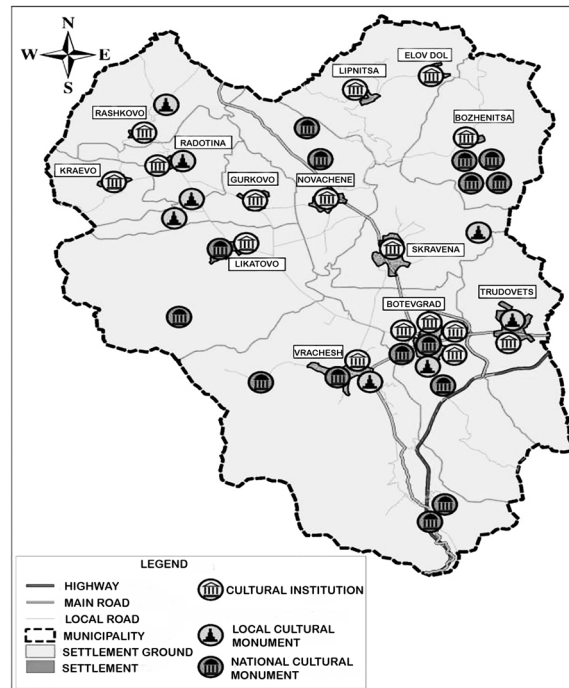 N
W E
S
ELOV DOL
LIPNITSA
RASHKOVO
BOZHENITSA
RADOTINA
KRAEVO
GURKOVO
NOVACHENE
SKRAVENA
LIKATOVO
TRUDOVETS
BOTEVGRAD
VRACHESH
LEGEND
HIGHWAY
MAIN ROAD
LOCAL ROAD
MUNICIPALITY
SETTLEMENT GROUND
SETTLEMENT
CULTURAL INSTITUTION
LOCAL CULTURAL
MONUMENT
NATIONAL CULTURAL
MONUMENT